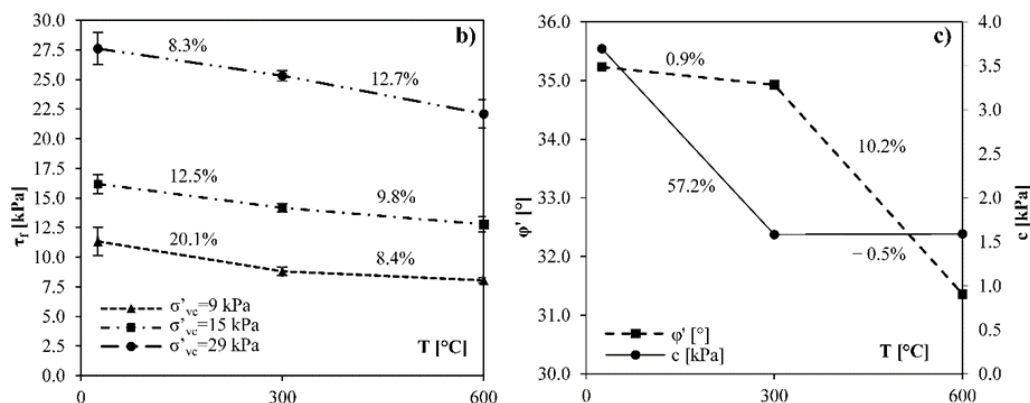 30.0
27.5
25.0
22.5
20.0
17.5
15.0
12.5
10.0
7.5
5.0
2.5
0.0
τf [kPa]
b)
8.3%
12.7%
12.5%
9.8%
20.1%
8.4%
σ'vc=9 kPa
σ'vc=15 kPa
σ'vc=29 kPa
T [°C]
0 300 600
36.0
35.0
34.0
33.0
32.0
31.0
30.0
φ' [°]
c)
0.9%
10.2%
57.2%
−0.5%
φ' [°]
c [kPa]
T [°C]
0 300 600
4.0
3.5
3.0
2.5
2.0
1.5
1.0
0.5
0.0
c [kPa]